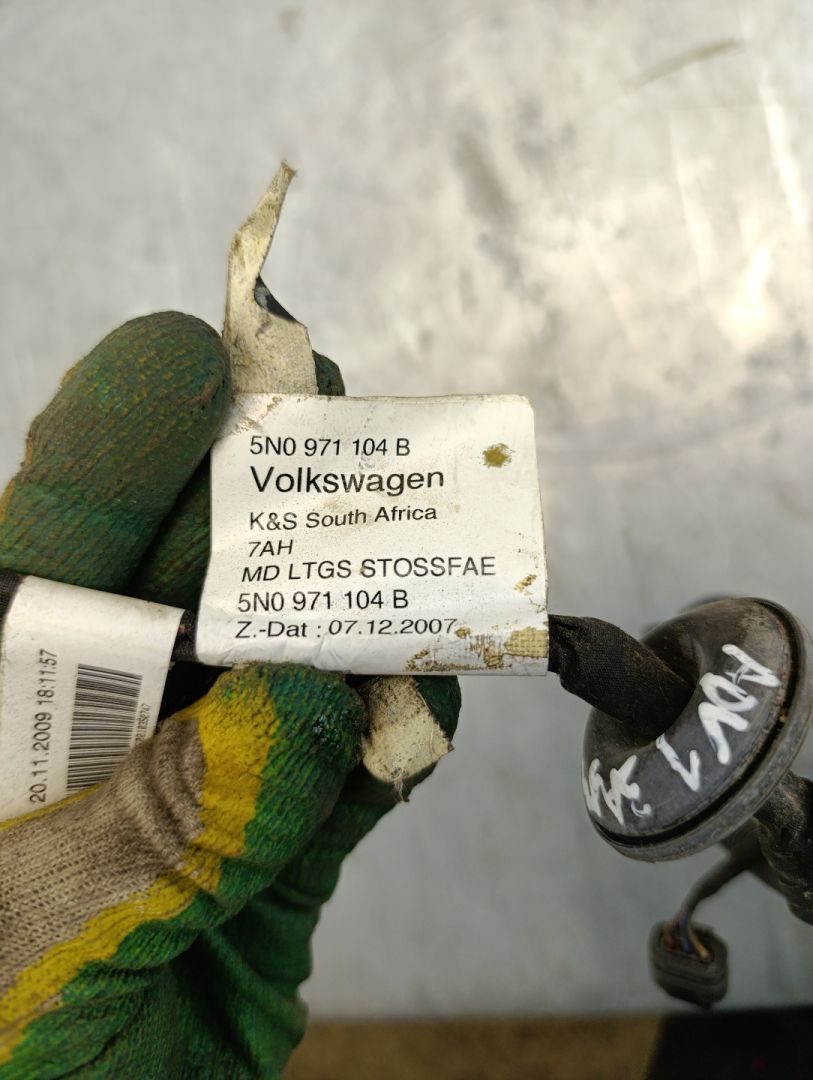 5N0 971 104 B
Volkswagen
K&S South Africa
7AH
MD LTGS STOSSFAE
5N0 971 104 B
Z.-Dat : 07.12.2007
20.11.2009 18:11:57